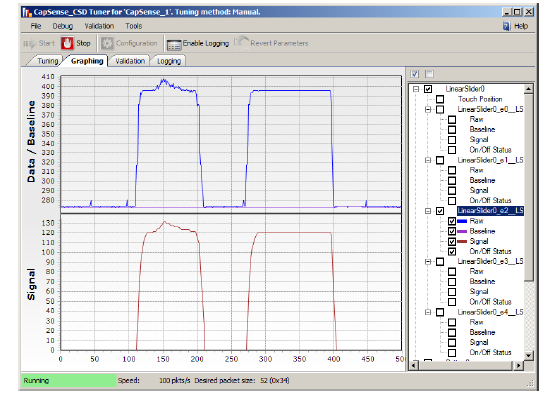 CapSense_CSD Tuner for 'CapSense_1'. Tuning method: Manual.
File Debug Validation Tools Help
Start Stop Configuration Enable Logging Revert Parameters
Tuning Graphing Validation Logging
Data / Baseline
410
400
390
380
370
360
350
340
330
320
310
300
290
280
Signal
130
120
110
100
90
80
70
60
50
40
30
20
10
0
0 50 100 150 200 250 300 350 400 450 500
LinearSlider0
Touch Position
LinearSlider0_e0__LS
Raw
Baseline
Signal
On/Off Status
LinearSlider0_e1__LS
Raw
Baseline
Signal
On/Off Status
LinearSlider0_e2__LS
Raw
Baseline
Signal
On/Off Status
LinearSlider0_e3__LS
Raw
Baseline
Signal
On/Off Status
LinearSlider0_e4__LS
Raw
Baseline
Signal
On/Off Status
Running Speed: 100 pkts/s Desired packet size: 52 (0x34)